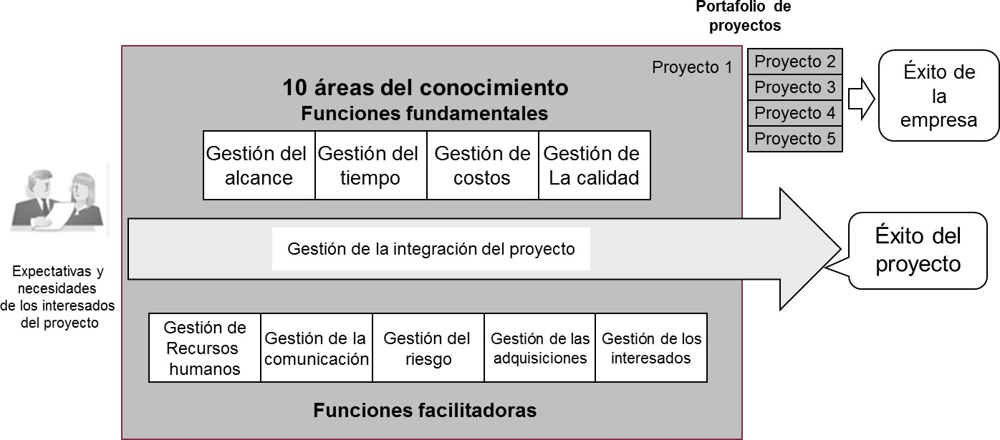 Portafolio de
proyectos
Proyecto 1
Proyecto 2
Proyecto 3
Proyecto 4
Proyecto 5
Éxito de
la
empresa
10 áreas del conocimiento
Funciones fundamentales
Gestión del
alcance
Gestión del
tiempo
Gestión de
costos
Gestión de
La calidad
Expectativas y
necesidades
de los interesados
del proyecto
Gestión de la integración del proyecto
Éxito del
proyecto
Gestión de
Recursos
humanos
Gestión de la
comunicación
Gestión del
riesgo
Gestión de las
adquisiciones
Gestión de los
interesados
Funciones facilitadoras